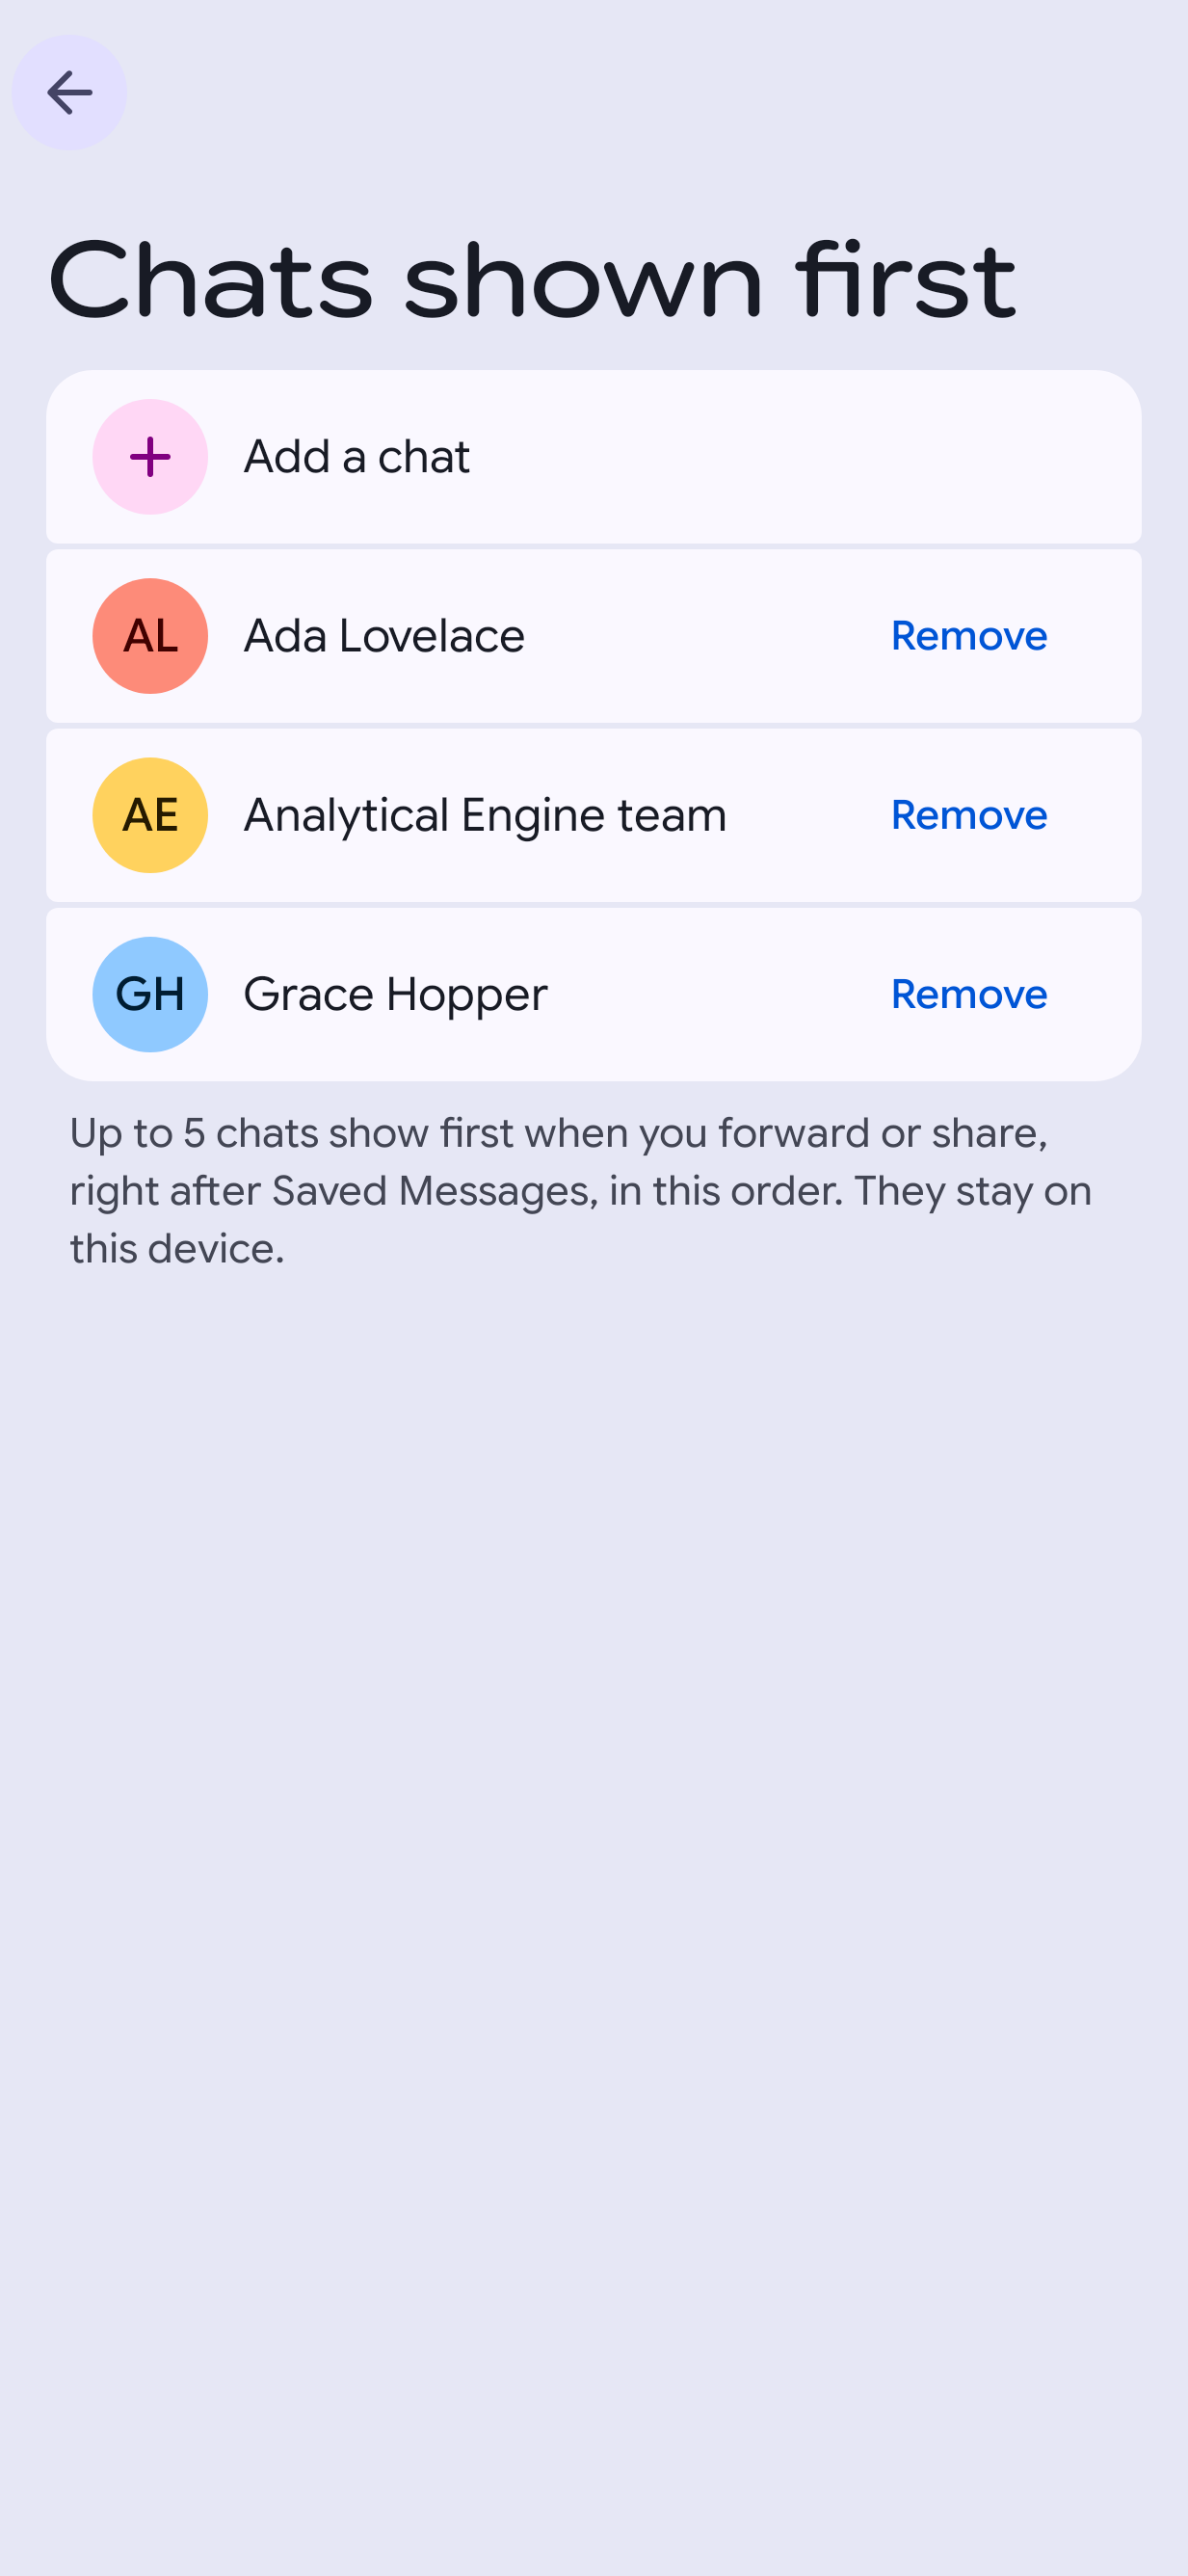 Chats shown first
Add a chat
AL Ada Lovelace Remove
AE Analytical Engine team Remove
GH Grace Hopper Remove
Up to 5 chats show first when you forward or share,
right after Saved Messages, in this order. They stay on
this device.